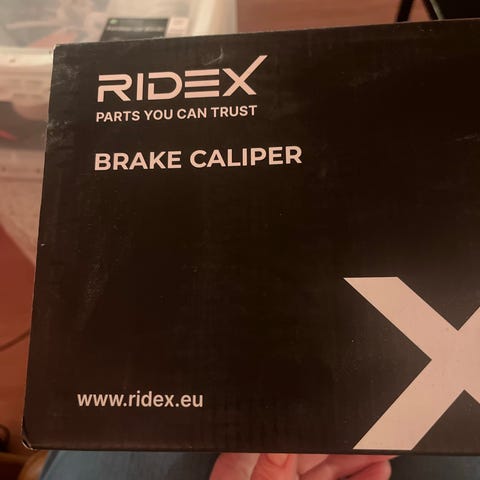 RIDEX
PARTS YOU CAN TRUST
BRAKE CALIPER
www.ridex.eu